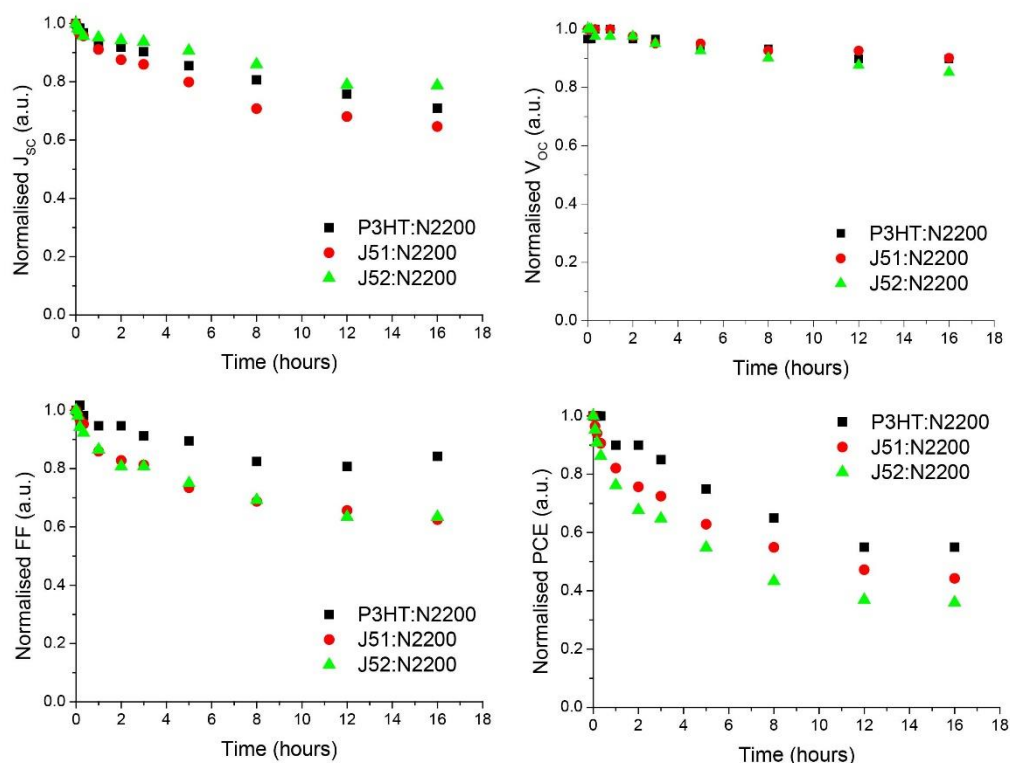 1.0
0.8
0.6
0.4
0.2
0.0
Normalised J_SC (a.u.)
P3HT:N2200
J51:N2200
J52:N2200
0 2 4 6 8 10 12 14 16 18
Time (hours)
1.0
0.8
0.6
0.4
0.2
0.0
Normalised V_OC (a.u.)
P3HT:N2200
J51:N2200
J52:N2200
0 2 4 6 8 10 12 14 16 18
Time (hours)
1.0
0.8
0.6
0.4
0.2
0.0
Normalised FF (a.u.)
P3HT:N2200
J51:N2200
J52:N2200
0 2 4 6 8 10 12 14 16 18
Time (hours)
1.0
0.8
0.6
0.4
0.2
0.0
Normalised PCE (a.u.)
P3HT:N2200
J51:N2200
J52:N2200
0 2 4 6 8 10 12 14 16 18
Time (hours)